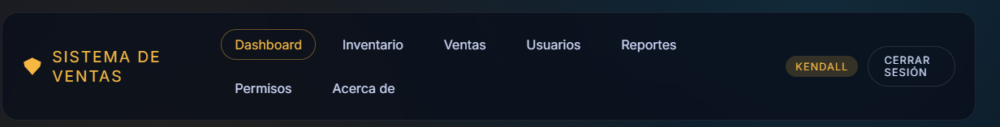 SISTEMA DE
VENTAS
Dashboard Inventario Ventas Usuarios Reportes
Permisos Acerca de
KENDALL
CERRAR
SESIÓN